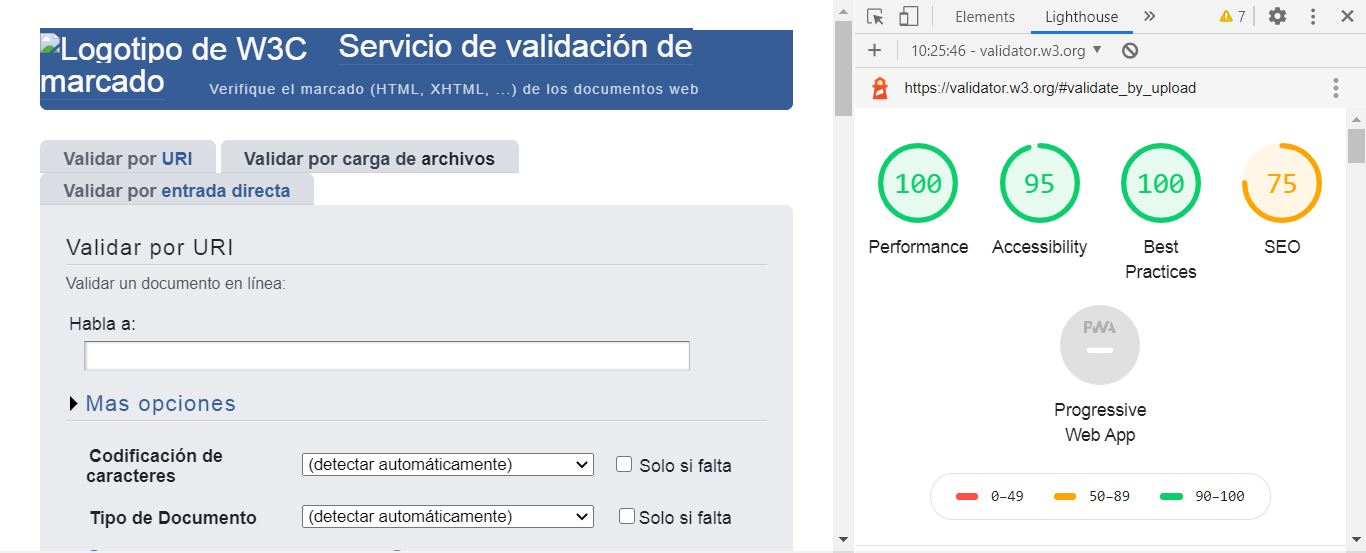 Logotipo de W3C Servicio de validación de
marcado Verifique el marcado (HTML, XHTML, ...) de los documentos web
Validar por URI Validar por carga de archivos
Validar por entrada directa
Validar por URI
Validar un documento en línea:
Habla a:
Mas opciones
Codificación de
caracteres
(detectar automáticamente) Solo si falta
Tipo de Documento (detectar automáticamente) Solo si falta
Elements Lighthouse » 7
10:25:46 - validator.w3.org
https://validator.w3.org/#validate_by_upload
100 95 100 75
Performance Accessibility Best SEO
Practices
PWA
Progressive
Web App
0–49 50–89 90–100